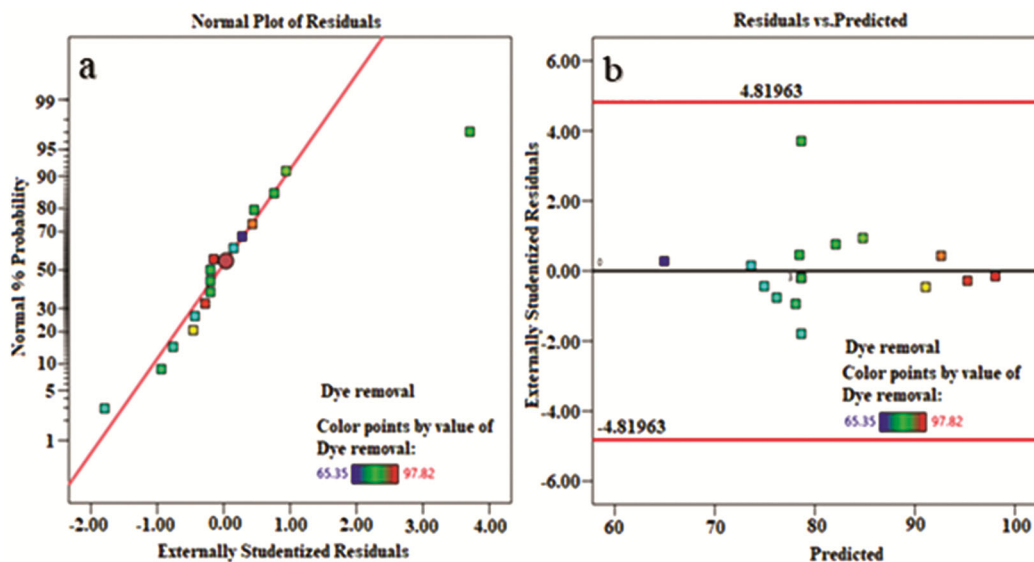 Normal Plot of Residuals
a
Normal % Probability
99
95
90
80
70
50
30
20
10
5
1
Dye removal
Color points by value of
Dye removal:
65.35
97.82
-2.00
-1.00
0.00
1.00
2.00
3.00
4.00
Externally Studentized Residuals
Residuals vs.Predicted
b
Externally Studentized Residuals
6.00
4.00
2.00
0.00
-2.00
-4.00
-6.00
4.81963
0
3
-4.81963
Dye removal
Color points by value of
Dye removal:
65.35
97.82
60
70
80
90
100
Predicted